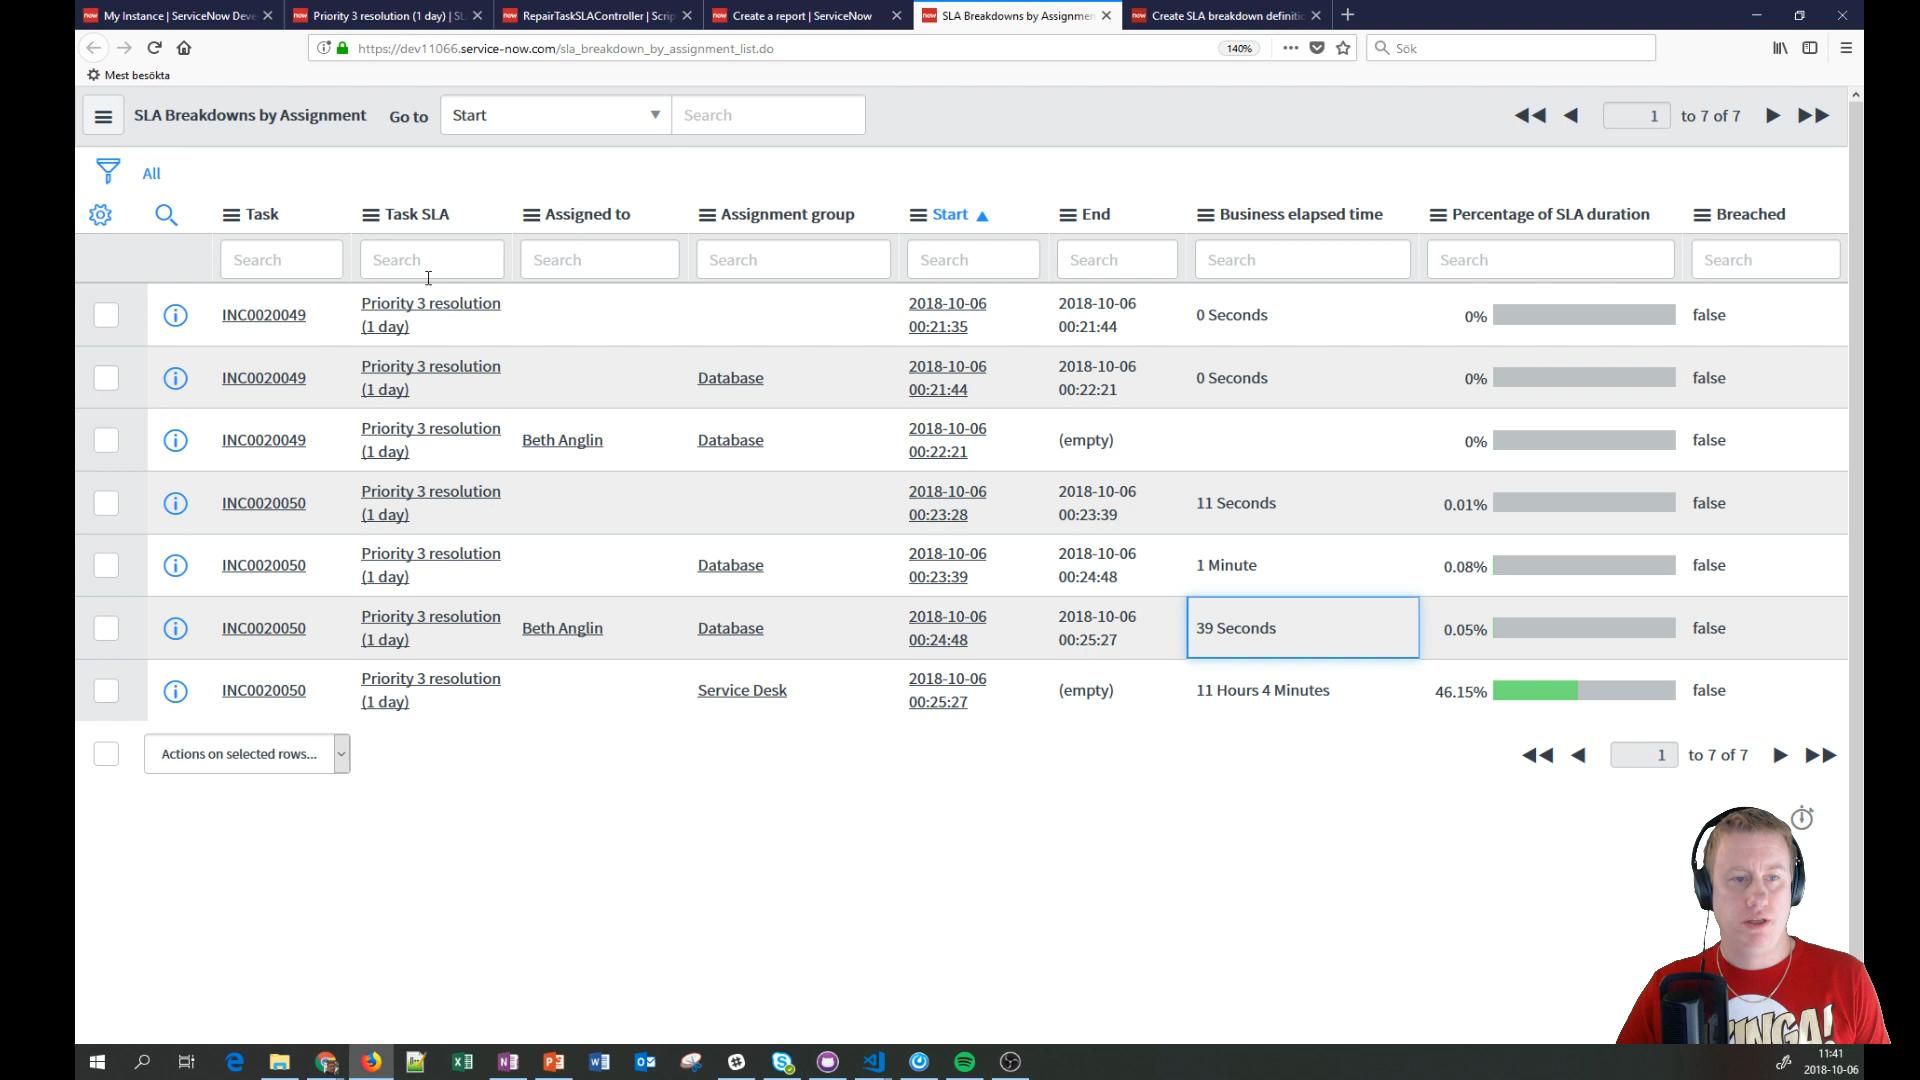 now My Instance | ServiceNow Deve
now Priority 3 resolution (1 day) | SL
now RepairTaskSLAController | Scrip
now Create a report | ServiceNow
now SLA Breakdowns by Assignmen
now Create SLA breakdown definitio
https://dev11066.service-now.com/sla_breakdown_by_assignment_list.do
140%
Sök
Mest besökta
SLA Breakdowns by Assignment Go to Start Search 1 to 7 of 7
All
Task Task SLA Assigned to Assignment group Start End Business elapsed time Percentage of SLA duration Breached
Search Search Search Search Search Search Search Search Search
INC0020049 Priority 3 resolution (1 day) 2018-10-06 00:21:35 2018-10-06 00:21:44 0 Seconds 0% false
INC0020049 Priority 3 resolution (1 day) Database 2018-10-06 00:21:44 2018-10-06 00:22:21 0 Seconds 0% false
INC0020049 Priority 3 resolution (1 day) Beth Anglin Database 2018-10-06 00:22:21 (empty) 0% false
INC0020050 Priority 3 resolution (1 day) 2018-10-06 00:23:28 2018-10-06 00:23:39 11 Seconds 0.01% false
INC0020050 Priority 3 resolution (1 day) Database 2018-10-06 00:23:39 2018-10-06 00:24:48 1 Minute 0.08% false
INC0020050 Priority 3 resolution (1 day) Beth Anglin Database 2018-10-06 00:24:48 2018-10-06 00:25:27 39 Seconds 0.05% false
INC0020050 Priority 3 resolution (1 day) Service Desk 2018-10-06 00:25:27 (empty) 11 Hours 4 Minutes 46.15% false
Actions on selected rows... 1 to 7 of 7
11:41
2018-10-06